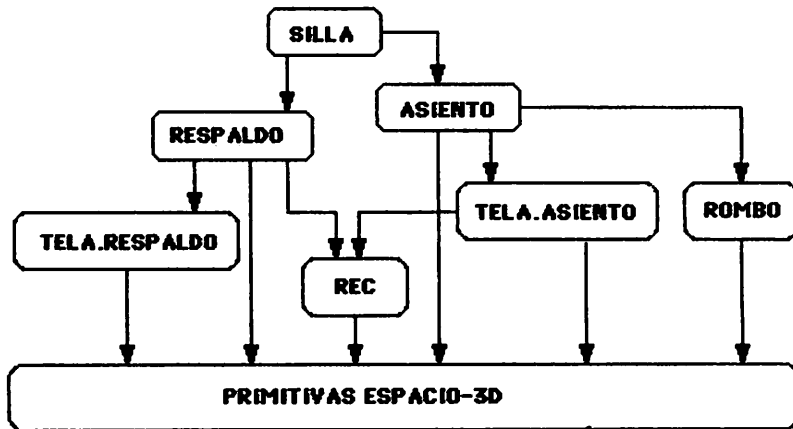 SILLA
ASIENTO
RESPALDO
TELA.ASIENTO
ROMBO
TELA.RESPALDO
REC
PRIMITIVAS ESPACIO-3D